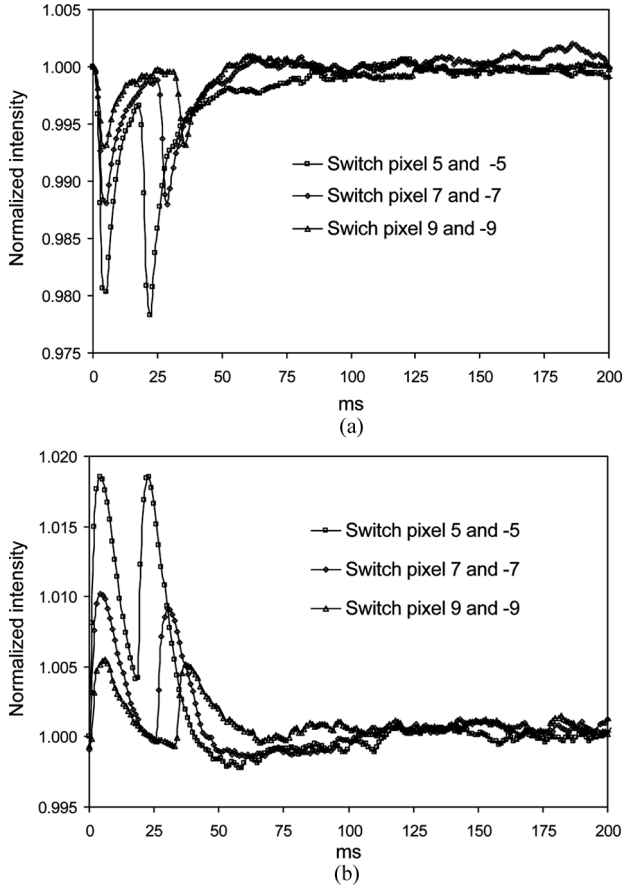 1.005
1.000
0.995
0.990
0.985
0.980
0.975
Normalized intensity
Switch pixel 5 and -5
Switch pixel 7 and -7
Swich pixel 9 and -9
0 25 50 75 100 125 150 175 200
ms
(a)
1.020
1.015
1.010
1.005
1.000
0.995
Normalized intensity
Switch pixel 5 and -5
Switch pixel 7 and -7
Switch pixel 9 and -9
0 25 50 75 100 125 150 175 200
ms
(b)